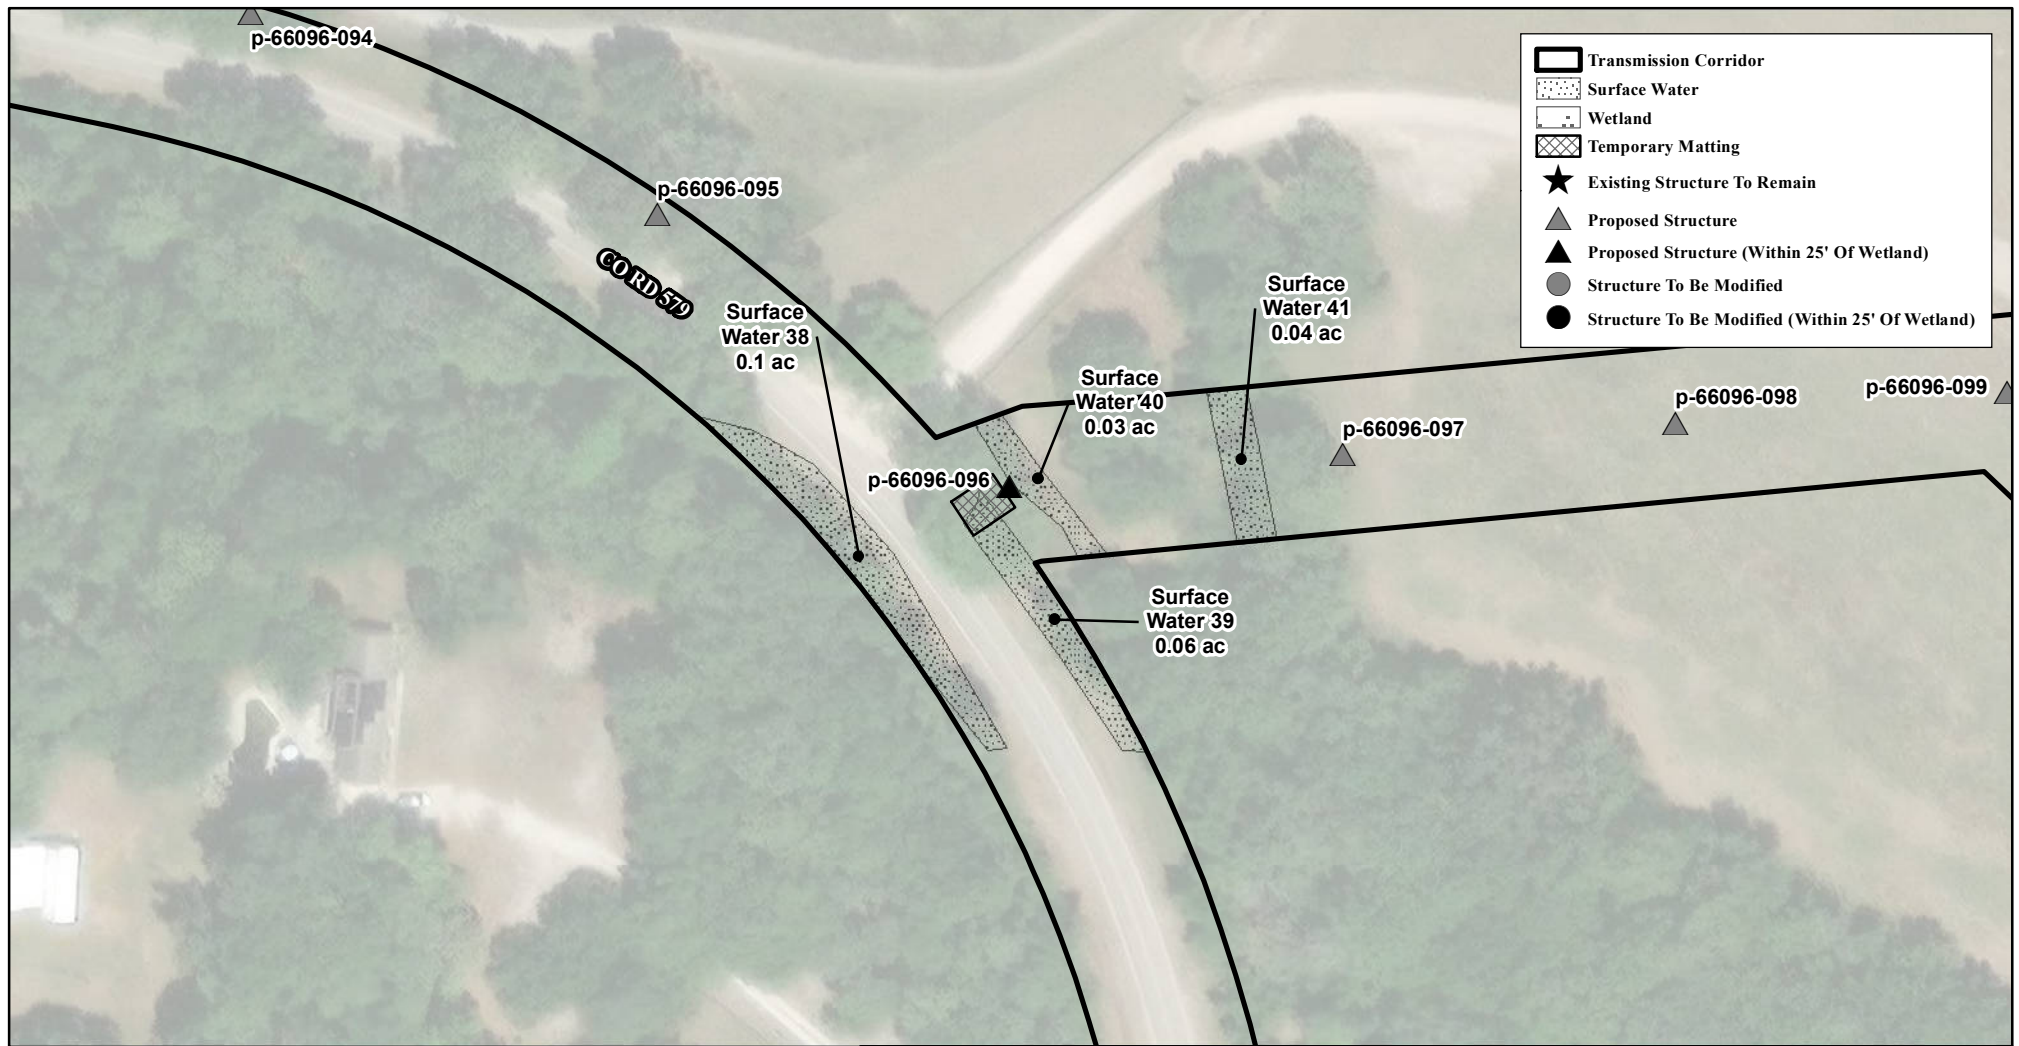 p-66096-094
Transmission Corridor
Surface Water
Wetland
Temporary Matting
Existing Structure To Remain
Proposed Structure
Proposed Structure (Within 25' Of Wetland)
Structure To Be Modified
Structure To Be Modified (Within 25' Of Wetland)
p-66096-095
CO RD 579
Surface
Water 38
0.1 ac
Surface
Water 41
0.04 ac
Surface
Water 40
0.03 ac
p-66096-099
p-66096-098
p-66096-097
p-66096-096
Surface
Water 39
0.06 ac